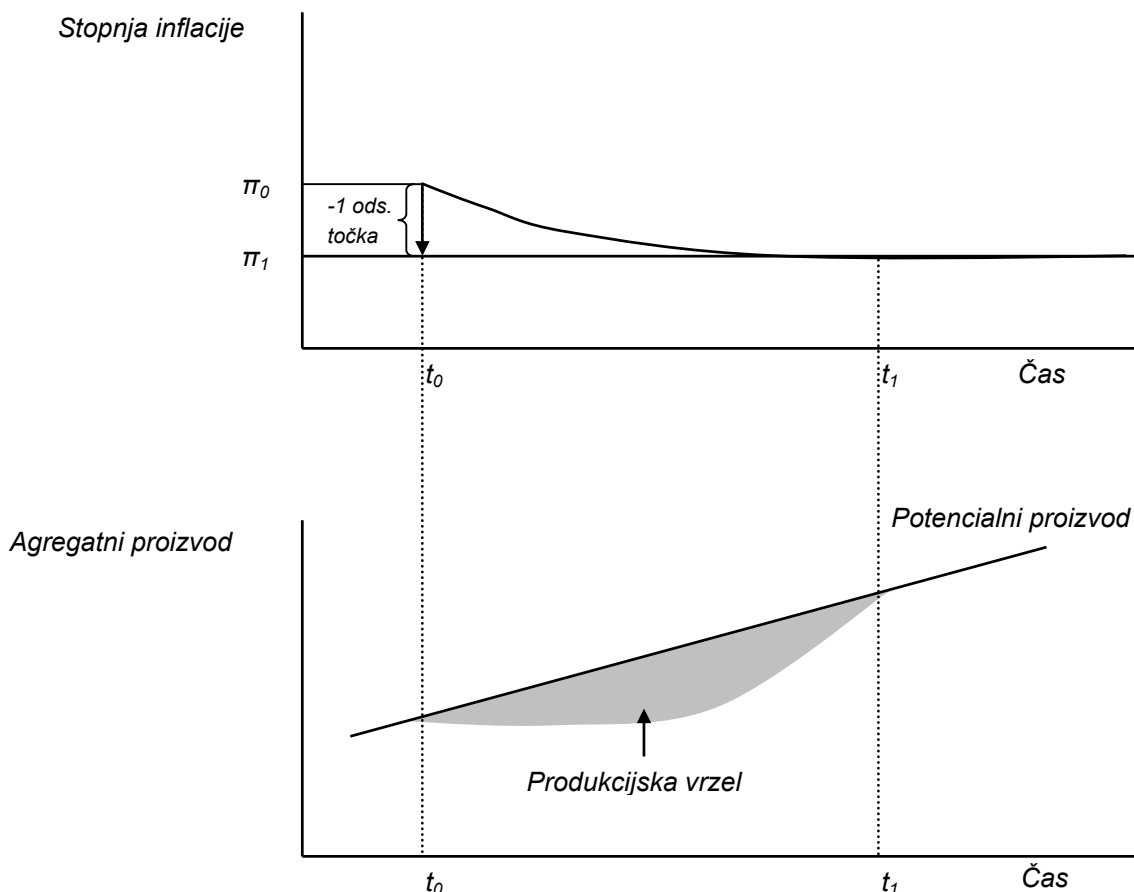 Stopnja inflacije
π0
-1 ods.
točka
π1
t0
t1
Čas
Potencialni proizvod
Agregatni proizvod
Produkcijska vrzel
t0
t1
Čas